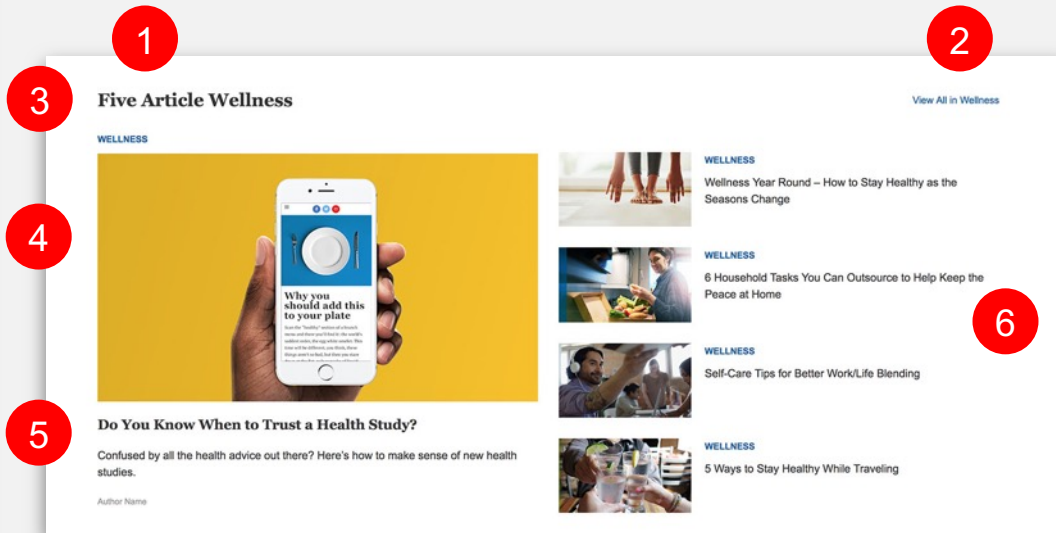 1
2
3
Five Article Wellness
View All in Wellness
WELLNESS
4
Why you
should add this
to your plate
5
Do You Know When to Trust a Health Study?
Confused by all the health advice out there? Here's how to make sense of new health
studies.
Author Name
WELLNESS
Wellness Year Round – How to Stay Healthy as the
Seasons Change
WELLNESS
6 Household Tasks You Can Outsource to Help Keep the
Peace at Home
6
WELLNESS
Self-Care Tips for Better Work/Life Blending
WELLNESS
5 Ways to Stay Healthy While Traveling